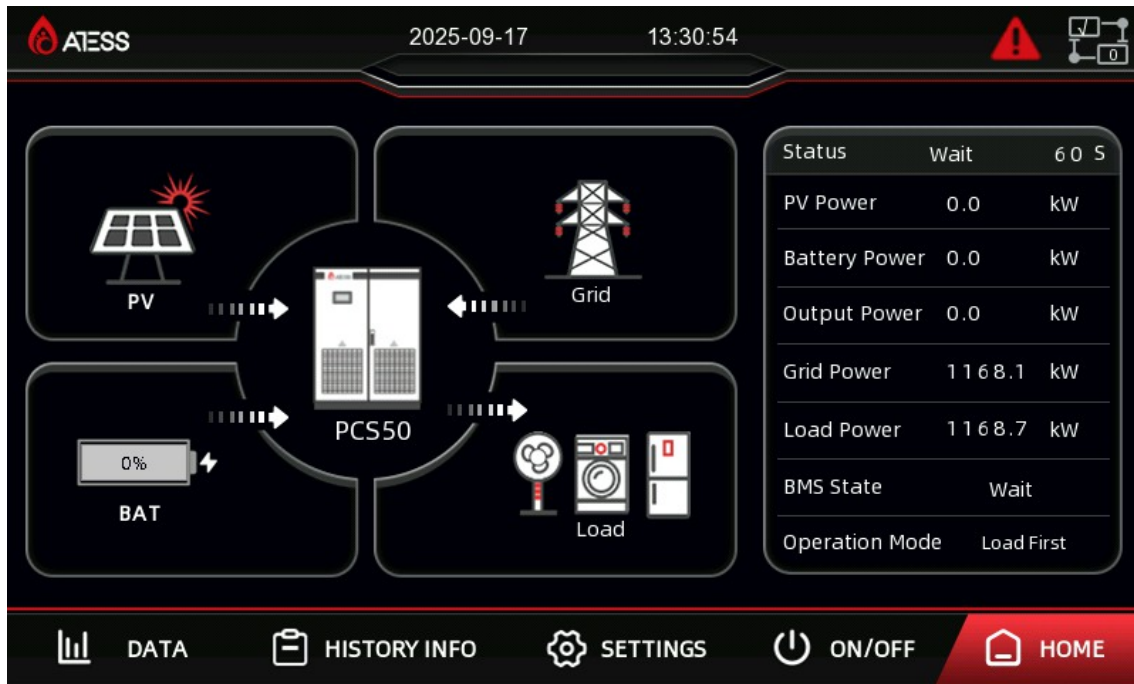 ATESS 2025-09-17 13:30:54
0
PV
Grid
PCS50
0%
BAT
Load
Status Wait 60 S
PV Power 0.0 kW
Battery Power 0.0 kW
Output Power 0.0 kW
Grid Power 1168.1 kW
Load Power 1168.7 kW
BMS State Wait
Operation Mode Load First
DATA HISTORY INFO SETTINGS ON/OFF HOME